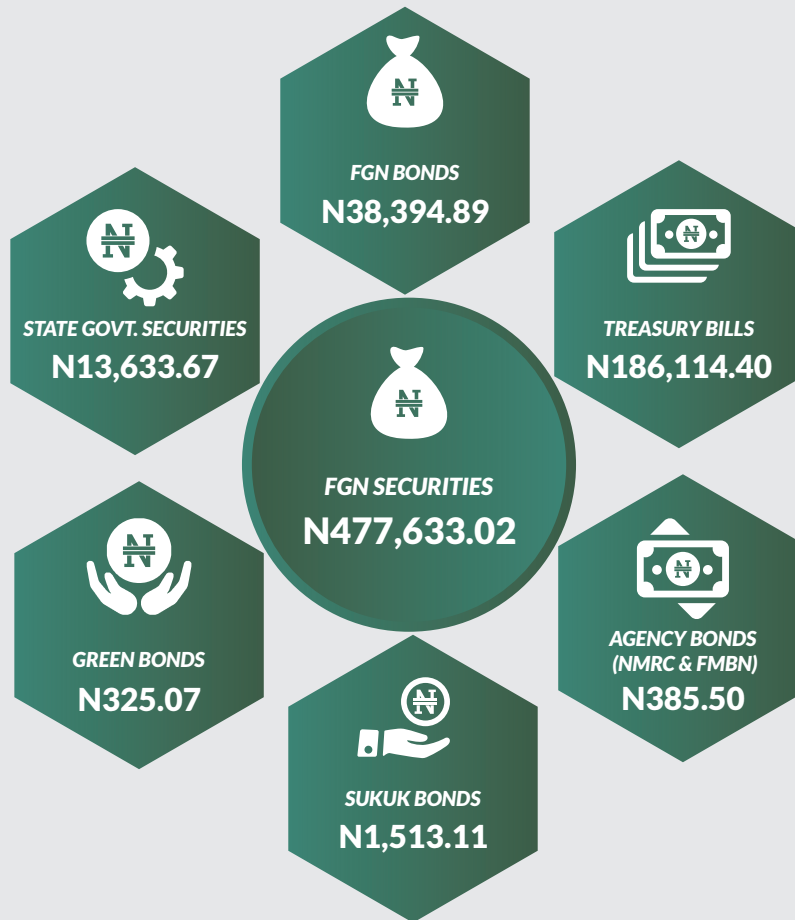 FGN BONDS
N38,394.89
STATE GOVT. SECURITIES
N13,633.67
TREASURY BILLS
N186,114.40
FGN SECURITIES
N477,633.02
GREEN BONDS
N325.07
AGENCY BONDS
(NMRC & FMBN)
N385.50
SUKUK BONDS
N1,513.11